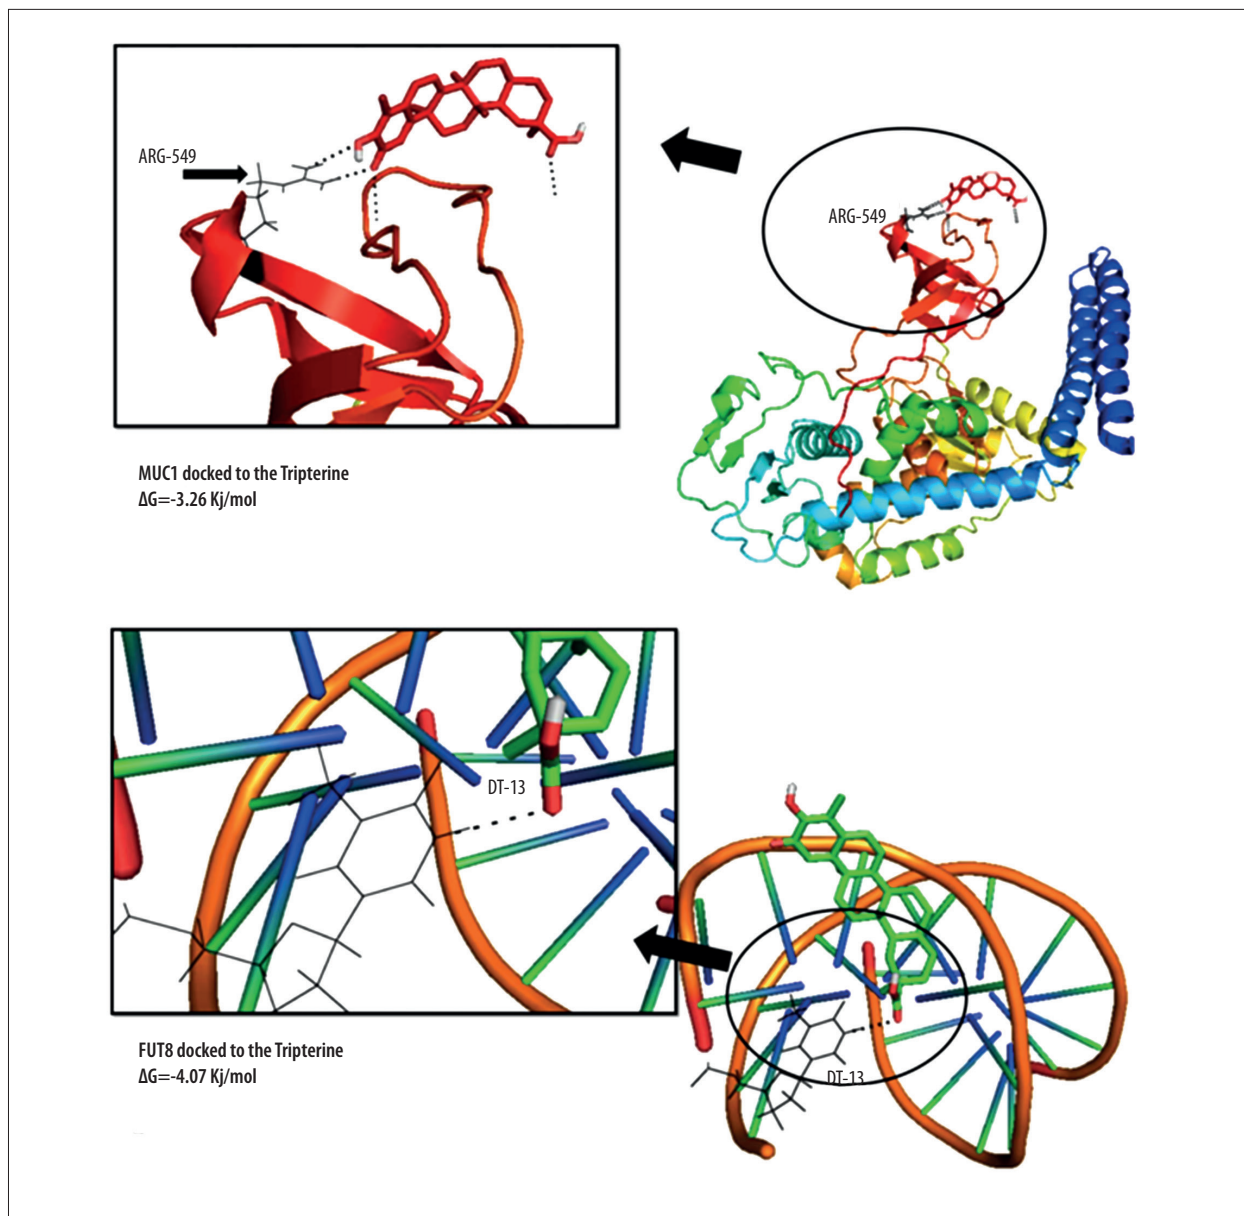 ARG-549
ARG-549
MUC1 docked to the Tripterine
ΔG=-3.26 Kj/mol
DT-13
DT-13
FUT8 docked to the Tripterine
ΔG=-4.07 Kj/mol